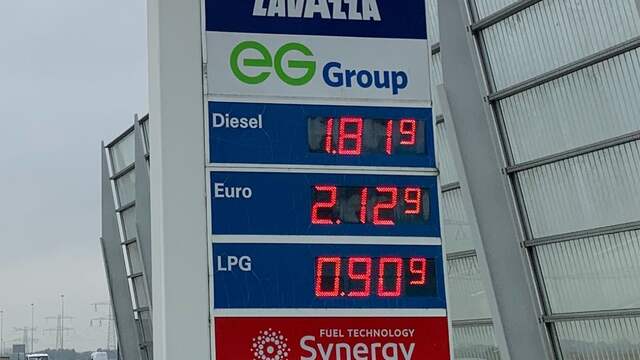 LAVAZZA
eG Group
Diesel 1.819
Euro 2.129
LPG 0.909
FUEL TECHNOLOGY
Synergy